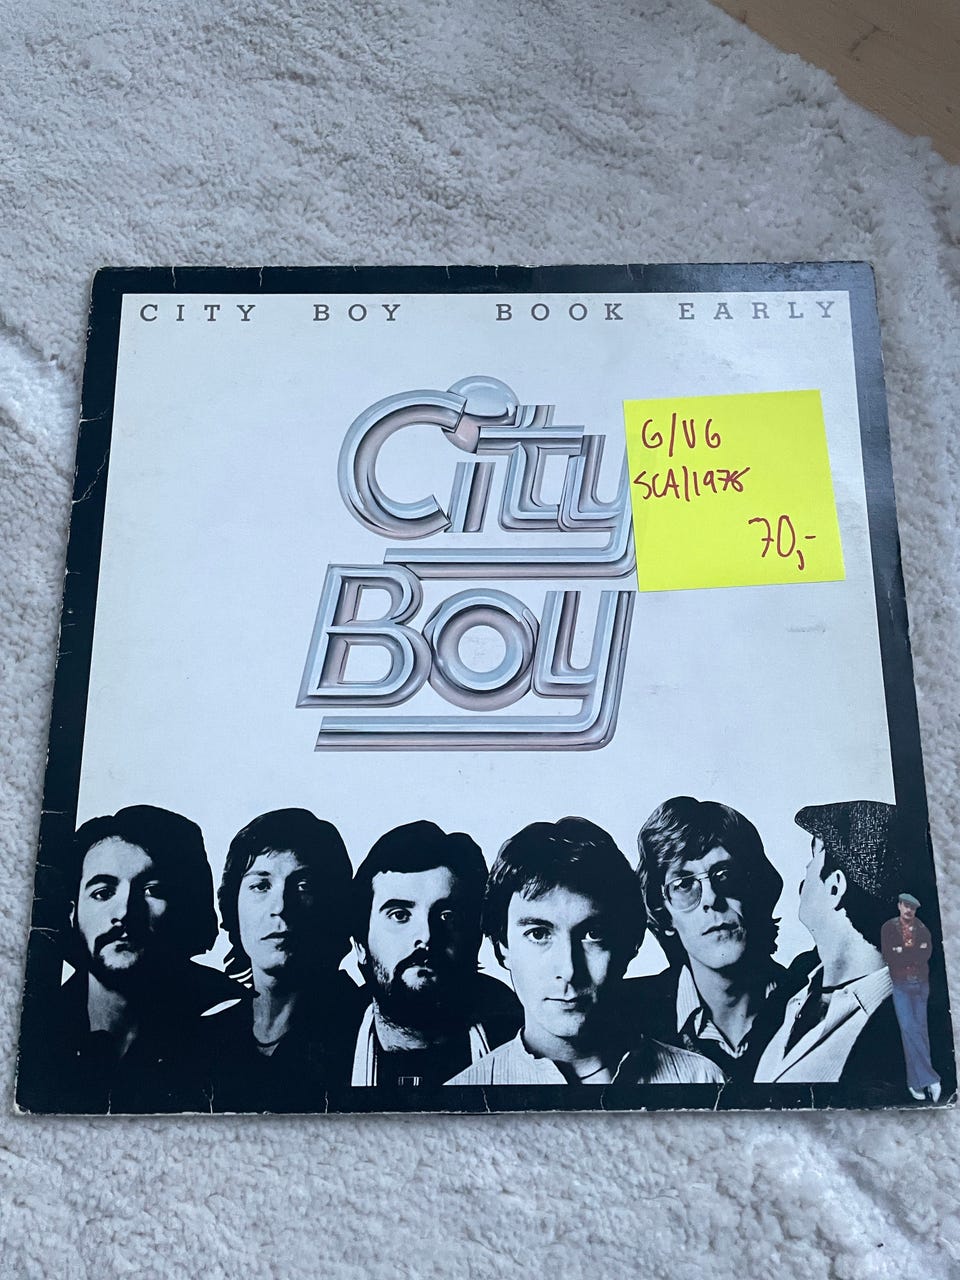 CITY BOY BOOK EARLY
City
Boy
G/VG
SCA/1978
70,-